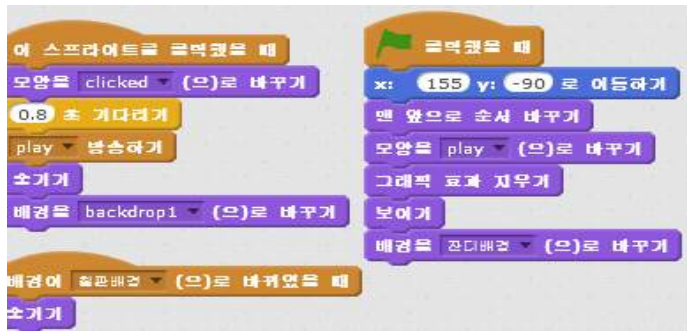 이 스프라이트를 클릭했을 때
모양을 clicked (으)로 바꾸기
0.8 초 기다리기
play 방송하기
숨기기
배경을 backdrop1 (으)로 바꾸기
배경이 칠판배경 (으)로 바뀌었을 때
숨기기
클릭했을 때
x: 155 y: -90 로 이동하기
맨 앞으로 순서 바꾸기
모양을 play (으)로 바꾸기
그래픽 효과 지우기
보이기
배경을 잔디배경 (으)로 바꾸기